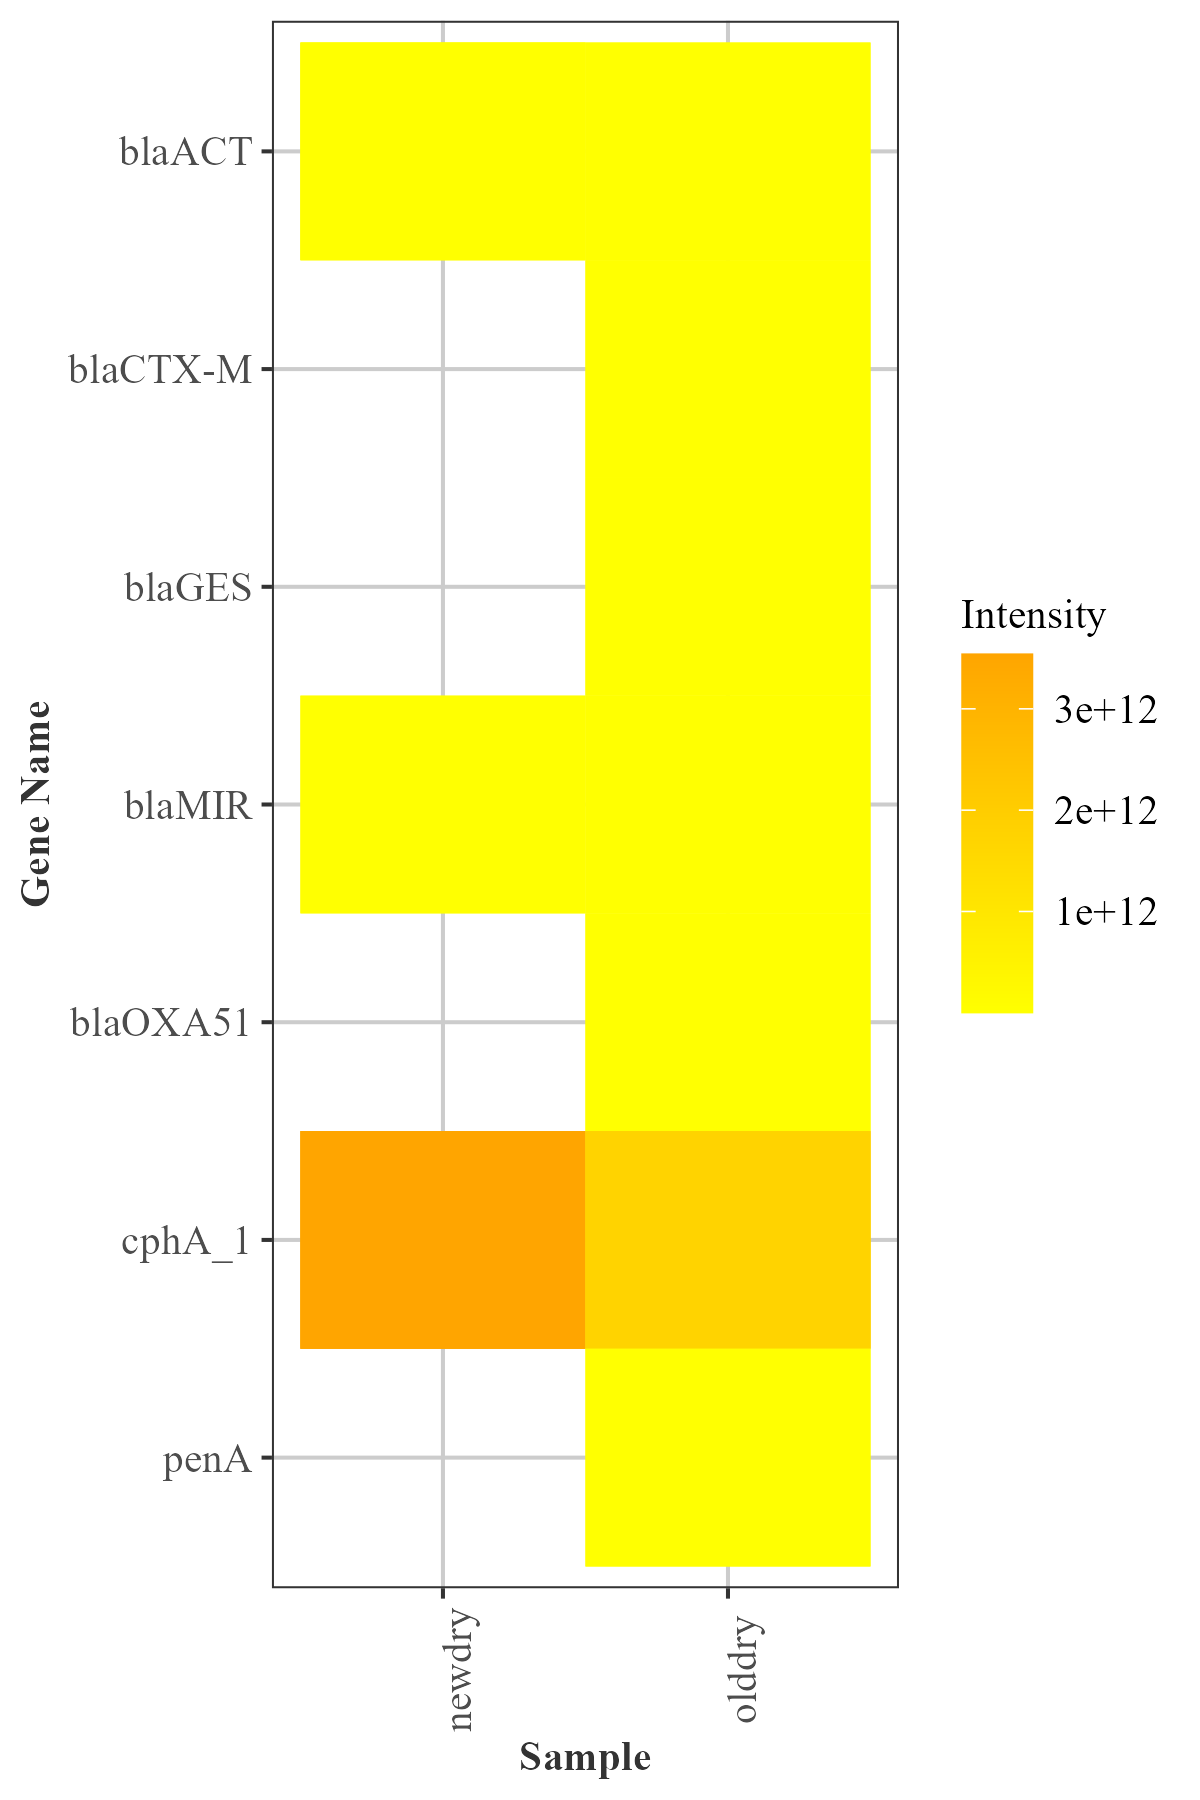 Gene Name
blaACT
blaCTX-M
blaGES
blaMIR
blaOXA51
cphA_1
penA
newdry
olddry
Sample
Intensity
3e+12
2e+12
1e+12